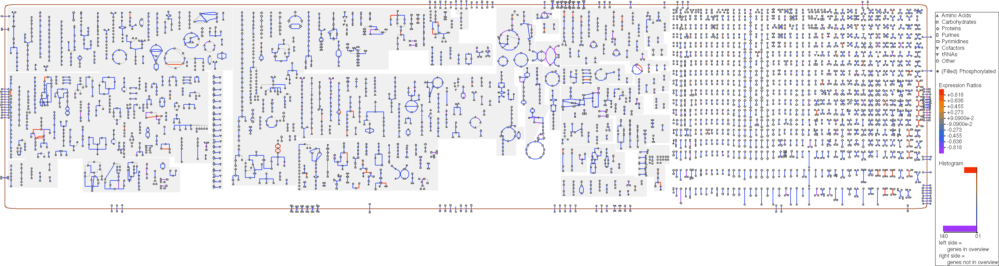 Amino Acids
Carbohydrates
Proteins
Purines
Pyrimidines
Cofactors
tRNAs
Other
(Filled) Phosphorylated
Expression Ratios
+0.818
+0.636
+0.455
+0.273
+9.0900e-2
-9.0900e-2
-0.273
-0.455
-0.636
-0.818
Histogram
140 01
left side =
genes in overview
right side =
genes not in overview